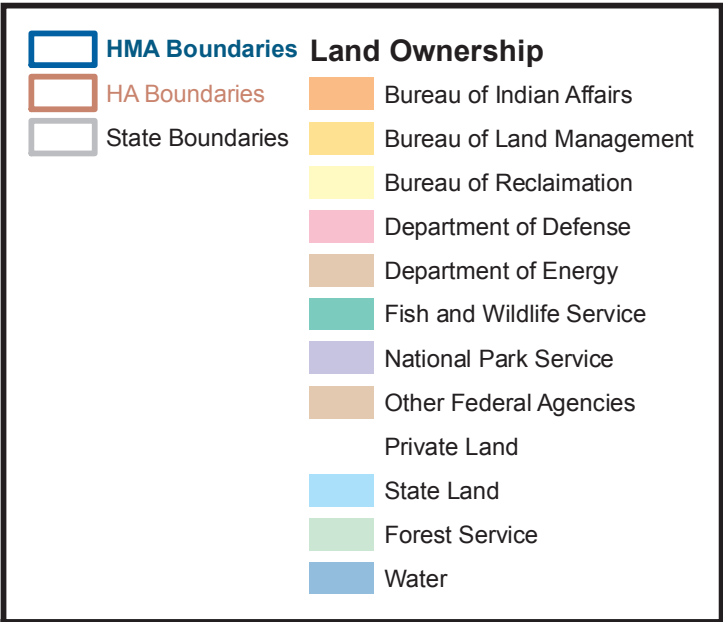 HMA Boundaries
HA Boundaries
State Boundaries
Land Ownership
Bureau of Indian Affairs
Bureau of Land Management
Bureau of Reclamation
Department of Defense
Department of Energy
Fish and Wildlife Service
National Park Service
Other Federal Agencies
Private Land
State Land
Forest Service
Water